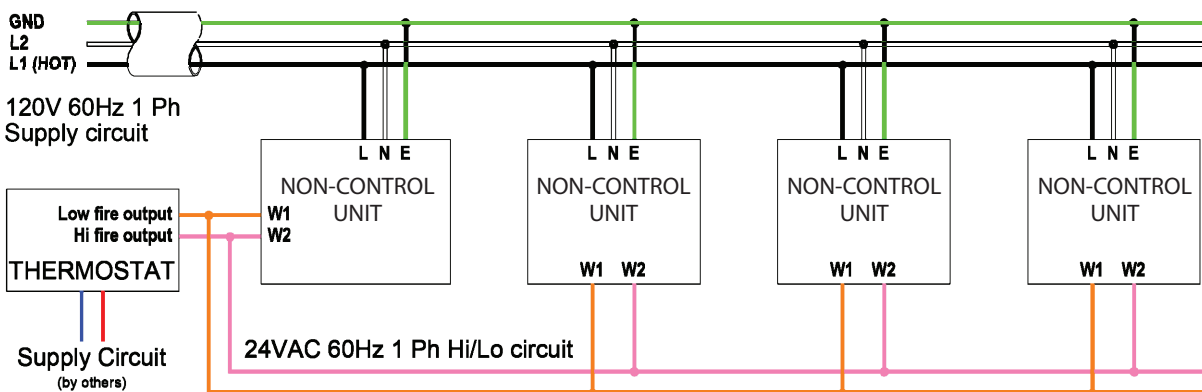 GND
L2
L1 (HOT)
120V 60Hz 1 Ph
Supply circuit
L N E
NON-CONTROL
UNIT
W1
W2
L N E
NON-CONTROL
UNIT
W1 W2
L N E
NON-CONTROL
UNIT
W1 W2
L N E
NON-CONTROL
UNIT
W1 W2
Low fire output
Hi fire output
THERMOSTAT
Supply Circuit
(by others)
24VAC 60Hz 1 Ph Hi/Lo circuit